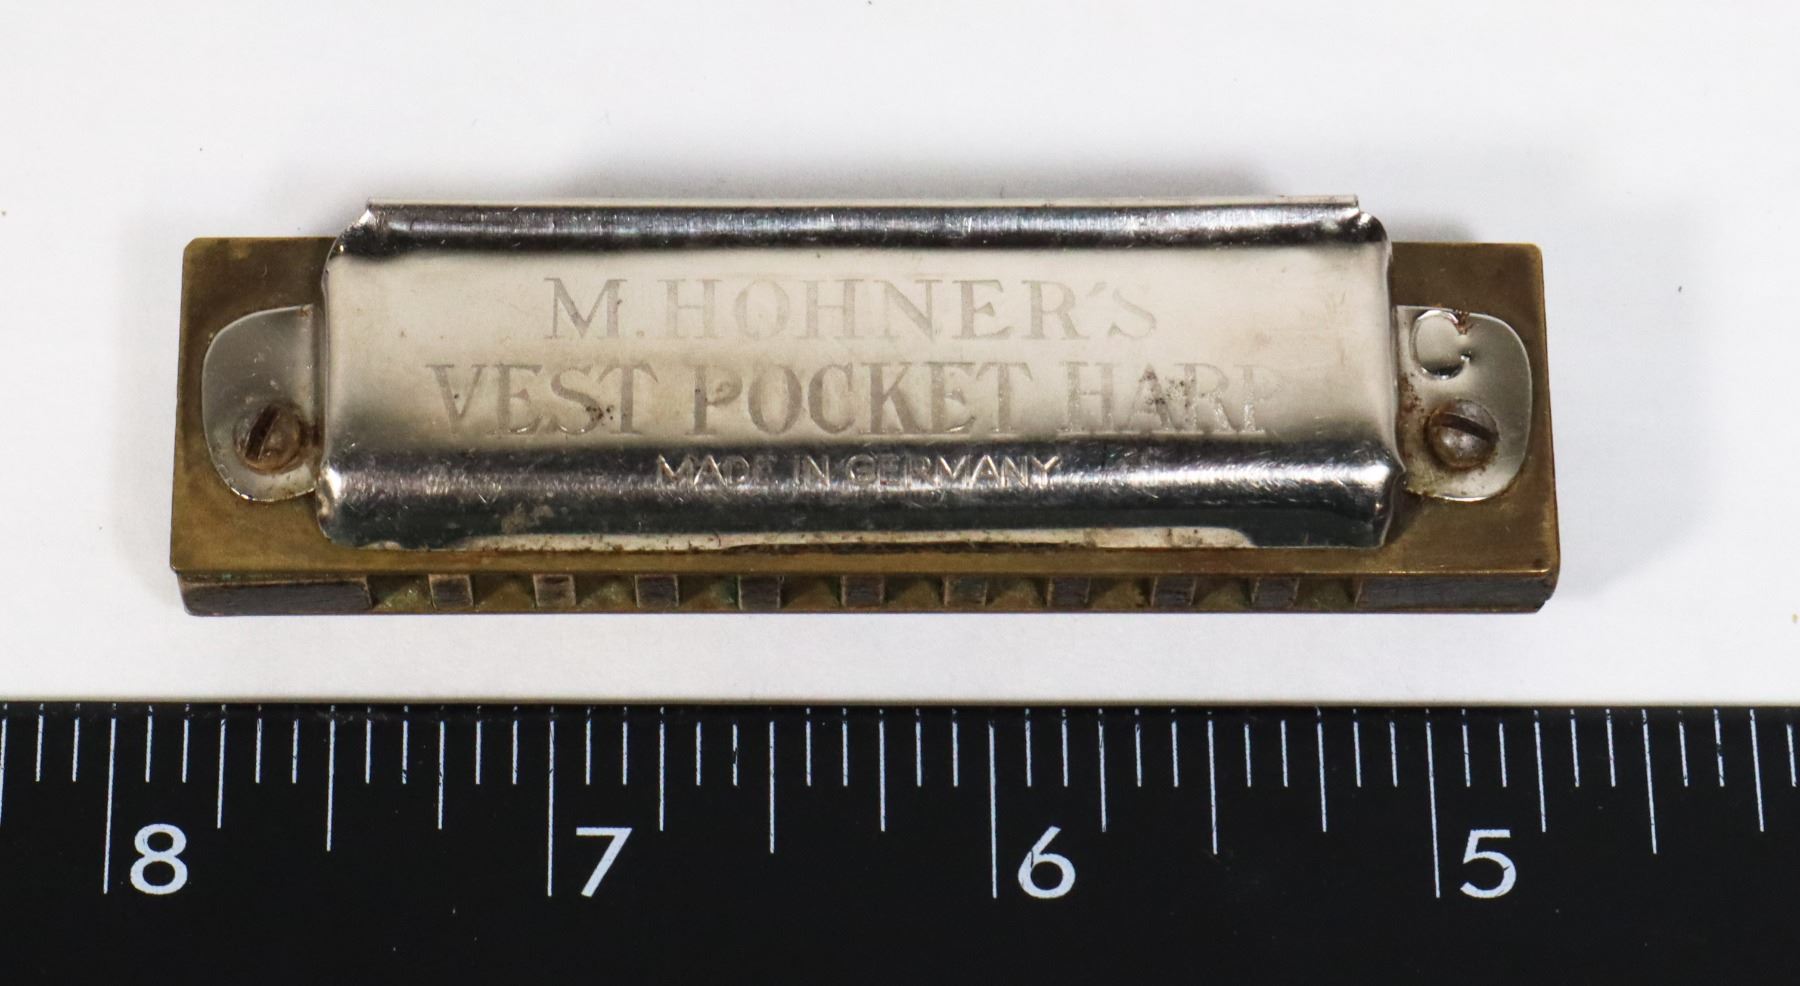 M. HOHNER'S
VEST POCKET HARP
MADE IN GERMANY
C
8 7 6 5